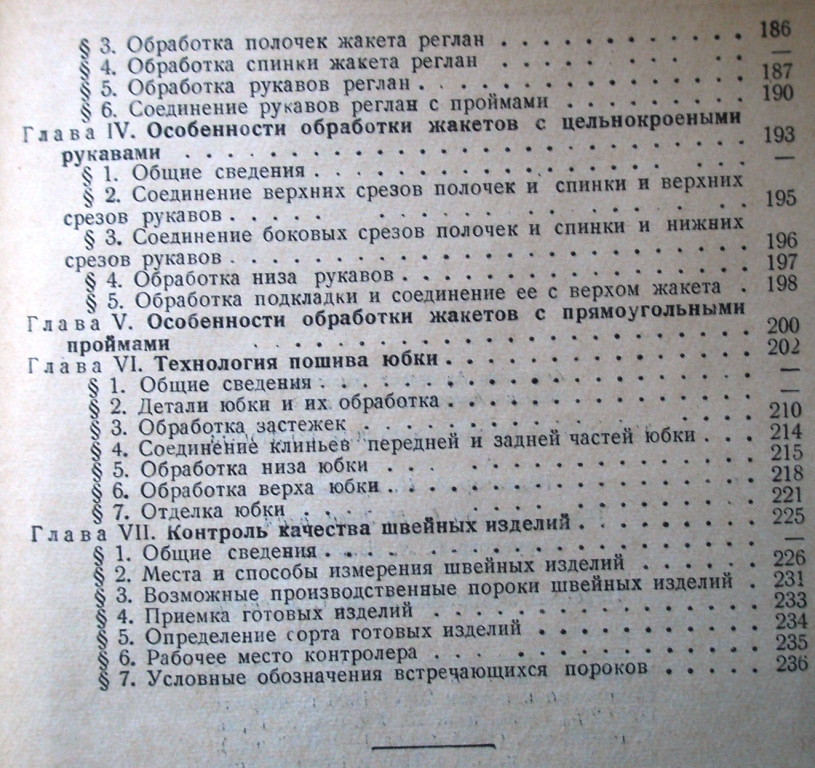 § 3. Обработка полочек жакета реглан . . . . . . . . . . . . 186
§ 4. Обработка спинки жакета реглан . . . . . . . . . . . . —
§ 5. Обработка рукавов реглан . . . . . . . . . . . . . . . 187
§ 6. Соединение рукавов реглан с проймами . . . . . . . . . 190
Глава IV. Особенности обработки жакетов с цельнокроеными
рукавами . . . . . . . . . . . . . . . . . . . . . . . . 193
§ 1. Общие сведения . . . . . . . . . . . . . . . . . . . —
§ 2. Соединение верхних срезов полочек и спинки и верхних
срезов рукавов . . . . . . . . . . . . . . . . . . . . . 195
§ 3. Соединение боковых срезов полочек и спинки и нижних
срезов рукавов . . . . . . . . . . . . . . . . . . . . . 196
§ 4. Обработка низа рукавов . . . . . . . . . . . . . . . . 197
§ 5. Обработка подкладки и соединение ее с верхом жакета . 198
Глава V. Особенности обработки жакетов с прямоугольными
проймами . . . . . . . . . . . . . . . . . . . . . . . . 200
Глава VI. Технология пошива юбки . . . . . . . . . . . . . . 202
§ 1. Общие сведения . . . . . . . . . . . . . . . . . . . —
§ 2. Детали юбки и их обработка . . . . . . . . . . . . . . —
§ 3. Обработка застежек . . . . . . . . . . . . . . . . . . 210
§ 4. Соединение клиньев передней и задней частей юбки . . . 214
§ 5. Обработка низа юбки . . . . . . . . . . . . . . . . . 215
§ 6. Обработка верха юбки . . . . . . . . . . . . . . . . . 218
§ 7. Отделка юбки . . . . . . . . . . . . . . . . . . . . . 221
Глава VII. Контроль качества швейных изделий . . . . . . . . 225
§ 1. Общие сведения . . . . . . . . . . . . . . . . . . . —
§ 2. Места и способы измерения швейных изделий . . . . . . 226
§ 3. Возможные производственные пороки швейных изделий . 231
§ 4. Приемка готовых изделий . . . . . . . . . . . . . . . 233
§ 5. Определение сорта готовых изделий . . . . . . . . . . 234
§ 6. Рабочее место контролера . . . . . . . . . . . . . . . 235
§ 7. Условные обозначения встречающихся пороков . . . . . 236